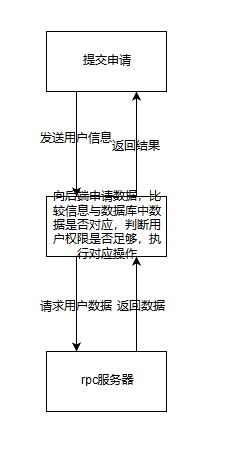 提交申请
发送用户信息
返回结果
向后端申请数据，比
较信息与数据库中数
据是否对应，判断用
户权限是否足够，执
行对应操作
请求用户数据
返回数据
rpc服务器